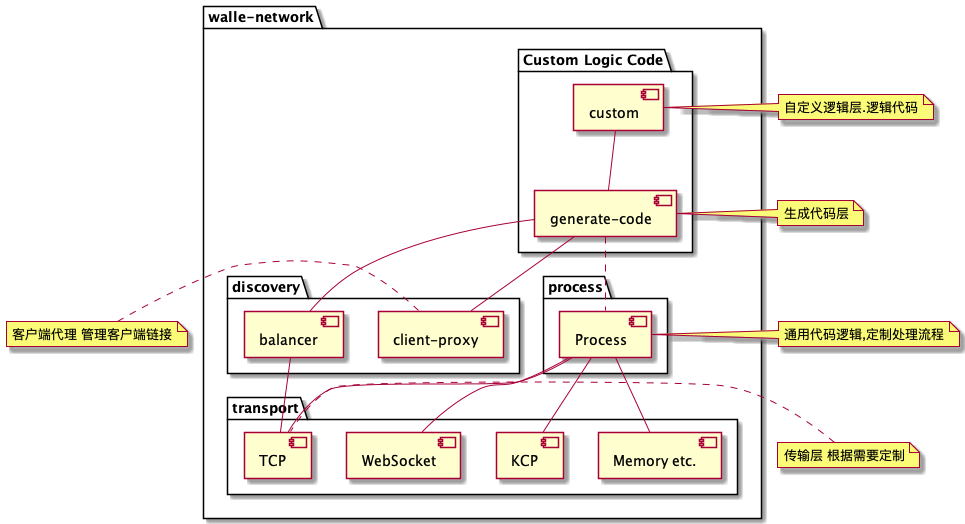 walle-network
Custom Logic Code
custom
自定义逻辑层.逻辑代码
generate-code
生成代码层
discovery
process
客户端代理 管理客户端链接
balancer
client-proxy
Process
通用代码逻辑,定制处理流程
transport
TCP
WebSocket
KCP
Memory etc.
传输层 根据需要定制